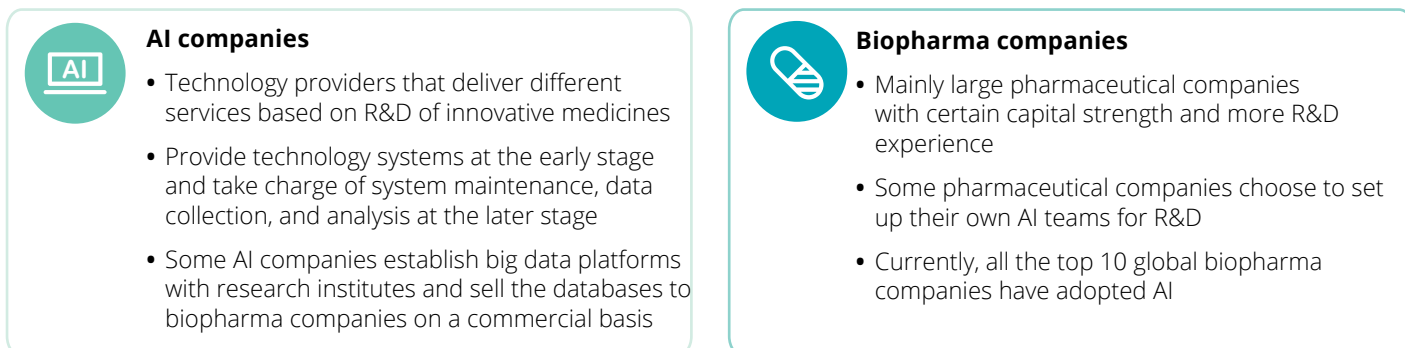 AI
AI companies
• Technology providers that deliver different
services based on R&D of innovative medicines
• Provide technology systems at the early stage
and take charge of system maintenance, data
collection, and analysis at the later stage
• Some AI companies establish big data platforms
with research institutes and sell the databases to
biopharma companies on a commercial basis
Biopharma companies
• Mainly large pharmaceutical companies
with certain capital strength and more R&D
experience
• Some pharmaceutical companies choose to set
up their own AI teams for R&D
• Currently, all the top 10 global biopharma
companies have adopted AI